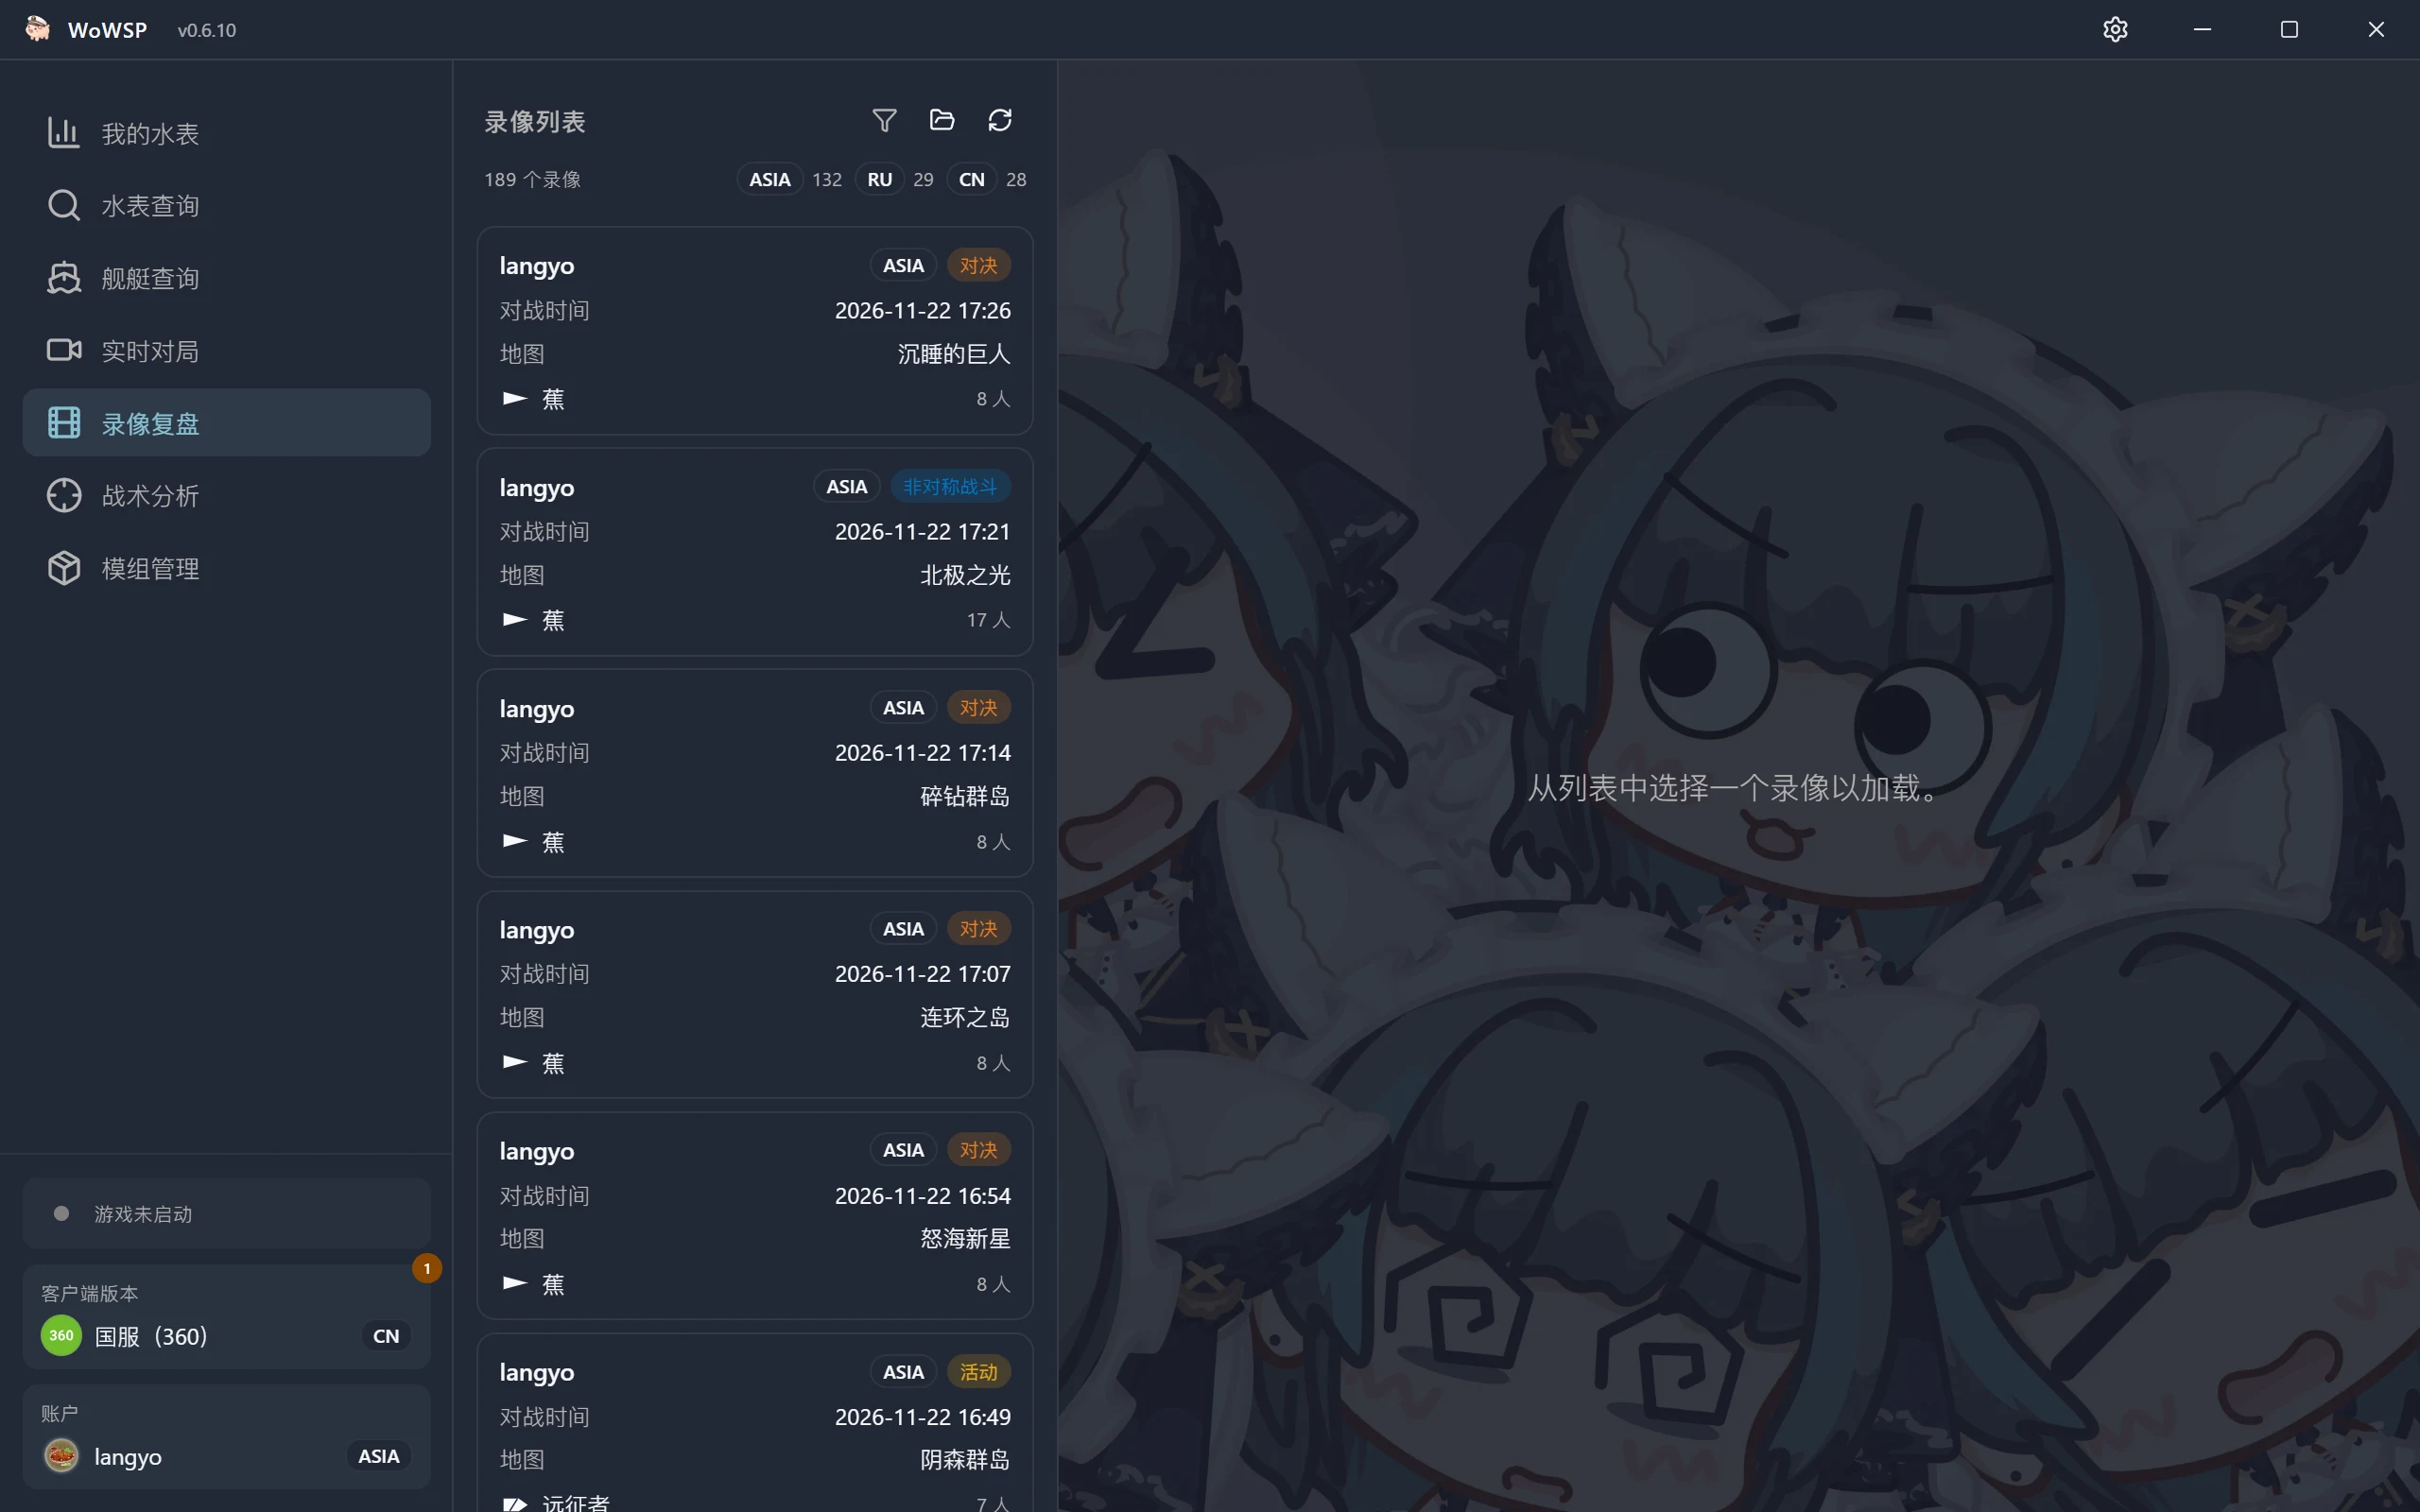 WoWSP v0.6.10
我的水表
水表查询
舰艇查询
实时对局
录像复盘
战术分析
模组管理
游戏未启动
1
客户端版本
360 国服（360） CN
账户
langyo ASIA
录像列表
189 个录像 ASIA 132 RU 29 CN 28
langyo ASIA 对决
对战时间 2026-11-22 17:26
地图 沉睡的巨人
蕉 8 人
langyo ASIA 非对称战斗
对战时间 2026-11-22 17:21
地图 北极之光
蕉 17 人
langyo ASIA 对决
对战时间 2026-11-22 17:14
地图 碎钻群岛
蕉 8 人
langyo ASIA 对决
对战时间 2026-11-22 17:07
地图 连环之岛
蕉 8 人
langyo ASIA 对决
对战时间 2026-11-22 16:54
地图 怒海新星
蕉 8 人
langyo ASIA 活动
对战时间 2026-11-22 16:49
地图 阴森群岛
远征者 7 人
从列表中选择一个录像以加载。